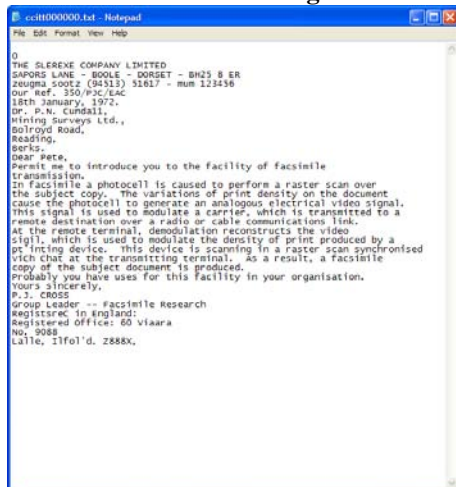 ccitt000000.txt - Notepad
File Edit Format View Help
0
THE SLEREXE COMPANY LIMITED
SAPORS LANE - BOOLE - DORSET - BH25 8 ER
zeugma sootz (94513) 51617 - mum 123456
Our Ref. 350/PJC/EAC
18th January, 1972.
Dr. P.N. Cundall,
Mining Surveys Ltd.,
Bolroyd Road,
Reading,
Berks.
Dear Pete,
Permit me to introduce you to the facility of facsimile
transmission.
In facsimile a photocell is caused to perform a raster scan over
the subject copy. The variations of print density on the document
cause the photocell to generate an analogous electrical video signal.
This signal is used to modulate a carrier, which is transmitted to a
remote destination over a radio or cable communications link.
At the remote terminal, demodulation reconstructs the video
sigil, which is used to modulate the density of print produced by a
pt inting device. This device is scanning in a raster scan synchronised
vich chat at the transmitting terminal. As a result, a facsimile
copy of the subject document is produced.
Probably you have uses for this facility in your organisation.
Yours sincerely,
P.J. CROSS
Group Leader -- Facsimile Research
Registsrec in England:
Registered Office: 60 Viaara
No. 9088
Lalle, Ilfol'd. Z888X,